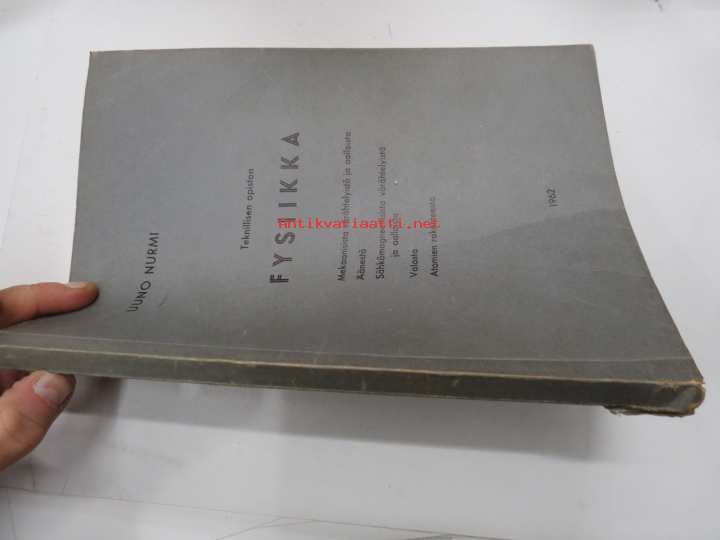 UUNO NURMI
Teknillisen opiston
FYSIIKKA
Mekaanisista värähtelyistä ja aalloista
Äänestä
Sähkömagneettisista värähtelyistä
ja aalloista
Valosta
Atomien rakenteesta
1962
antikvariaatti.net